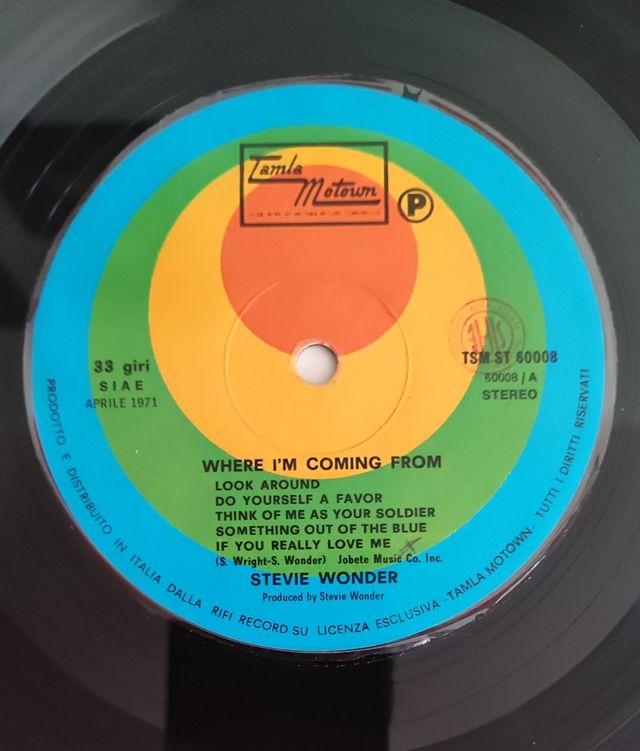 Tamla
Motown
P
33 giri
SIAE
APRILE 1971
TSM ST 60008
60008 / A
STEREO
WHERE I'M COMING FROM
LOOK AROUND
DO YOURSELF A FAVOR
THINK OF ME AS YOUR SOLDIER
SOMETHING OUT OF THE BLUE
IF YOU REALLY LOVE ME
(S. Wright-S. Wonder) Jobete Music Co. Inc.
STEVIE WONDER
Produced by Stevie Wonder
PRODOTTO E DISTRIBUITO IN ITALIA DALLA RIFI RECORD SU LICENZA ESCLUSIVA - TAMLA MOTOWN - TUTTI I DIRITTI RISERVATI